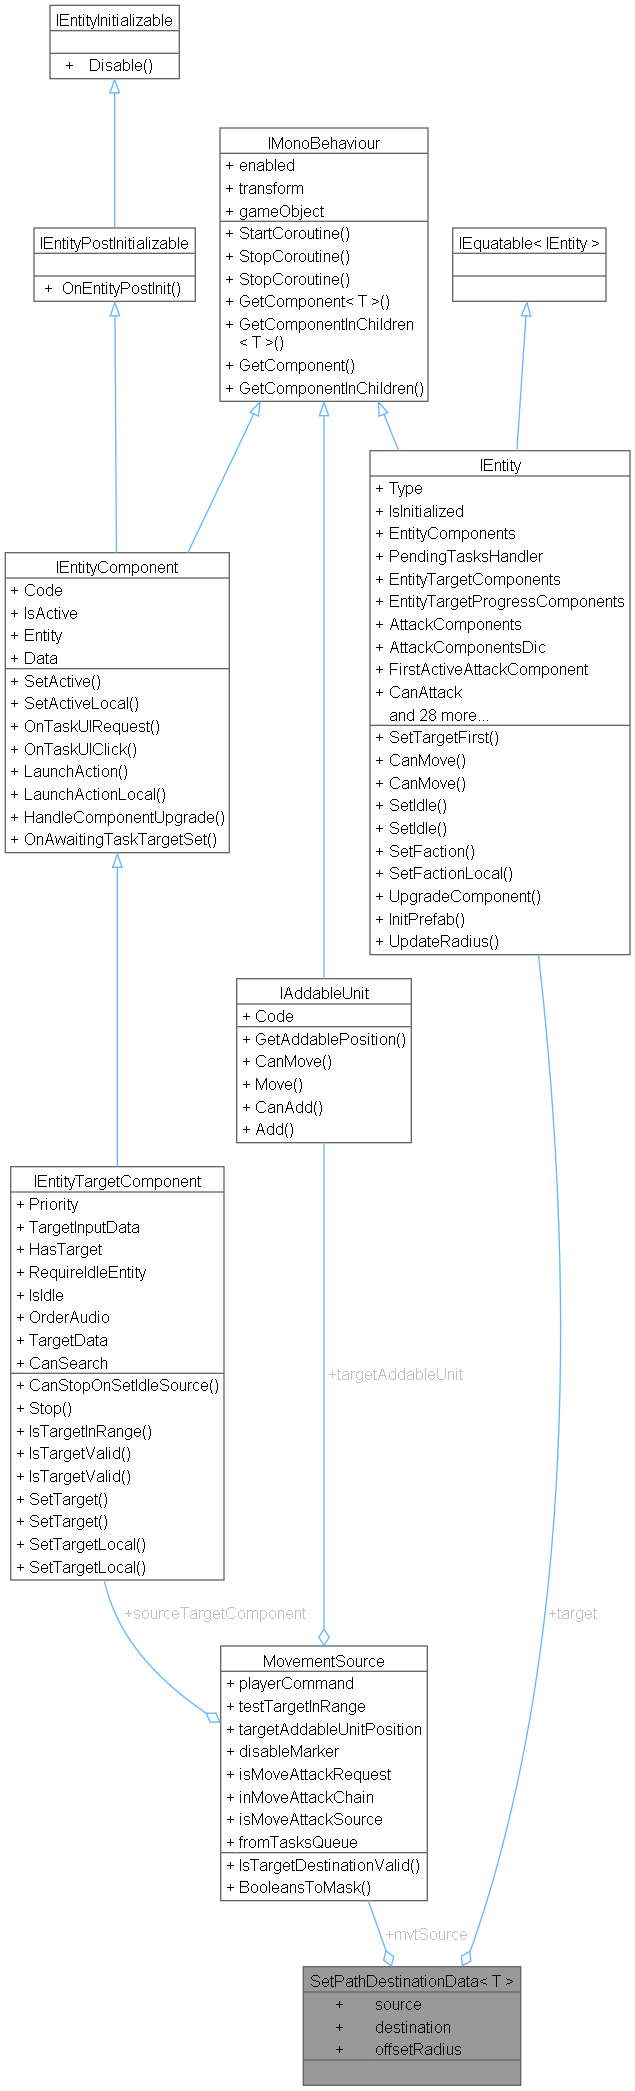 IEntityInitializable
+ Disable()
IMonoBehaviour
+ enabled
+ transform
+ gameObject
+ StartCoroutine()
+ StopCoroutine()
+ StopCoroutine()
+ GetComponent< T >()
+ GetComponentInChildren
< T >()
+ GetComponent()
+ GetComponentInChildren()
IEntityPostInitializable
+ OnEntityPostInit()
IEquatable< IEntity >
IEntity
+ Type
+ IsInitialized
+ EntityComponents
+ PendingTasksHandler
+ EntityTargetComponents
+ EntityTargetProgressComponents
+ AttackComponents
+ AttackComponentsDic
+ FirstActiveAttackComponent
+ CanAttack
and 28 more...
+ SetTargetFirst()
+ CanMove()
+ CanMove()
+ SetIdle()
+ SetIdle()
+ SetFaction()
+ SetFactionLocal()
+ UpgradeComponent()
+ InitPrefab()
+ UpdateRadius()
IEntityComponent
+ Code
+ IsActive
+ Entity
+ Data
+ SetActive()
+ SetActiveLocal()
+ OnTaskUIRequest()
+ OnTaskUIClick()
+ LaunchAction()
+ LaunchActionLocal()
+ HandleComponentUpgrade()
+ OnAwaitingTaskTargetSet()
IAddableUnit
+ Code
+ GetAddablePosition()
+ CanMove()
+ Move()
+ CanAdd()
+ Add()
IEntityTargetComponent
+ Priority
+ TargetInputData
+ HasTarget
+ RequireIdleEntity
+ IsIdle
+ OrderAudio
+ TargetData
+ CanSearch
+ CanStopOnSetIdleSource()
+ Stop()
+ IsTargetInRange()
+ IsTargetValid()
+ IsTargetValid()
+ SetTarget()
+ SetTarget()
+ SetTargetLocal()
+ SetTargetLocal()
+targetAddableUnit
+sourceTargetComponent
+target
MovementSource
+ playerCommand
+ testTargetInRange
+ targetAddableUnitPosition
+ disableMarker
+ isMoveAttackRequest
+ inMoveAttackChain
+ isMoveAttackSource
+ fromTasksQueue
+ IsTargetDestinationValid()
+ BooleansToMask()
+mvtSource
SetPathDestinationData< T >
+ source
+ destination
+ offsetRadius